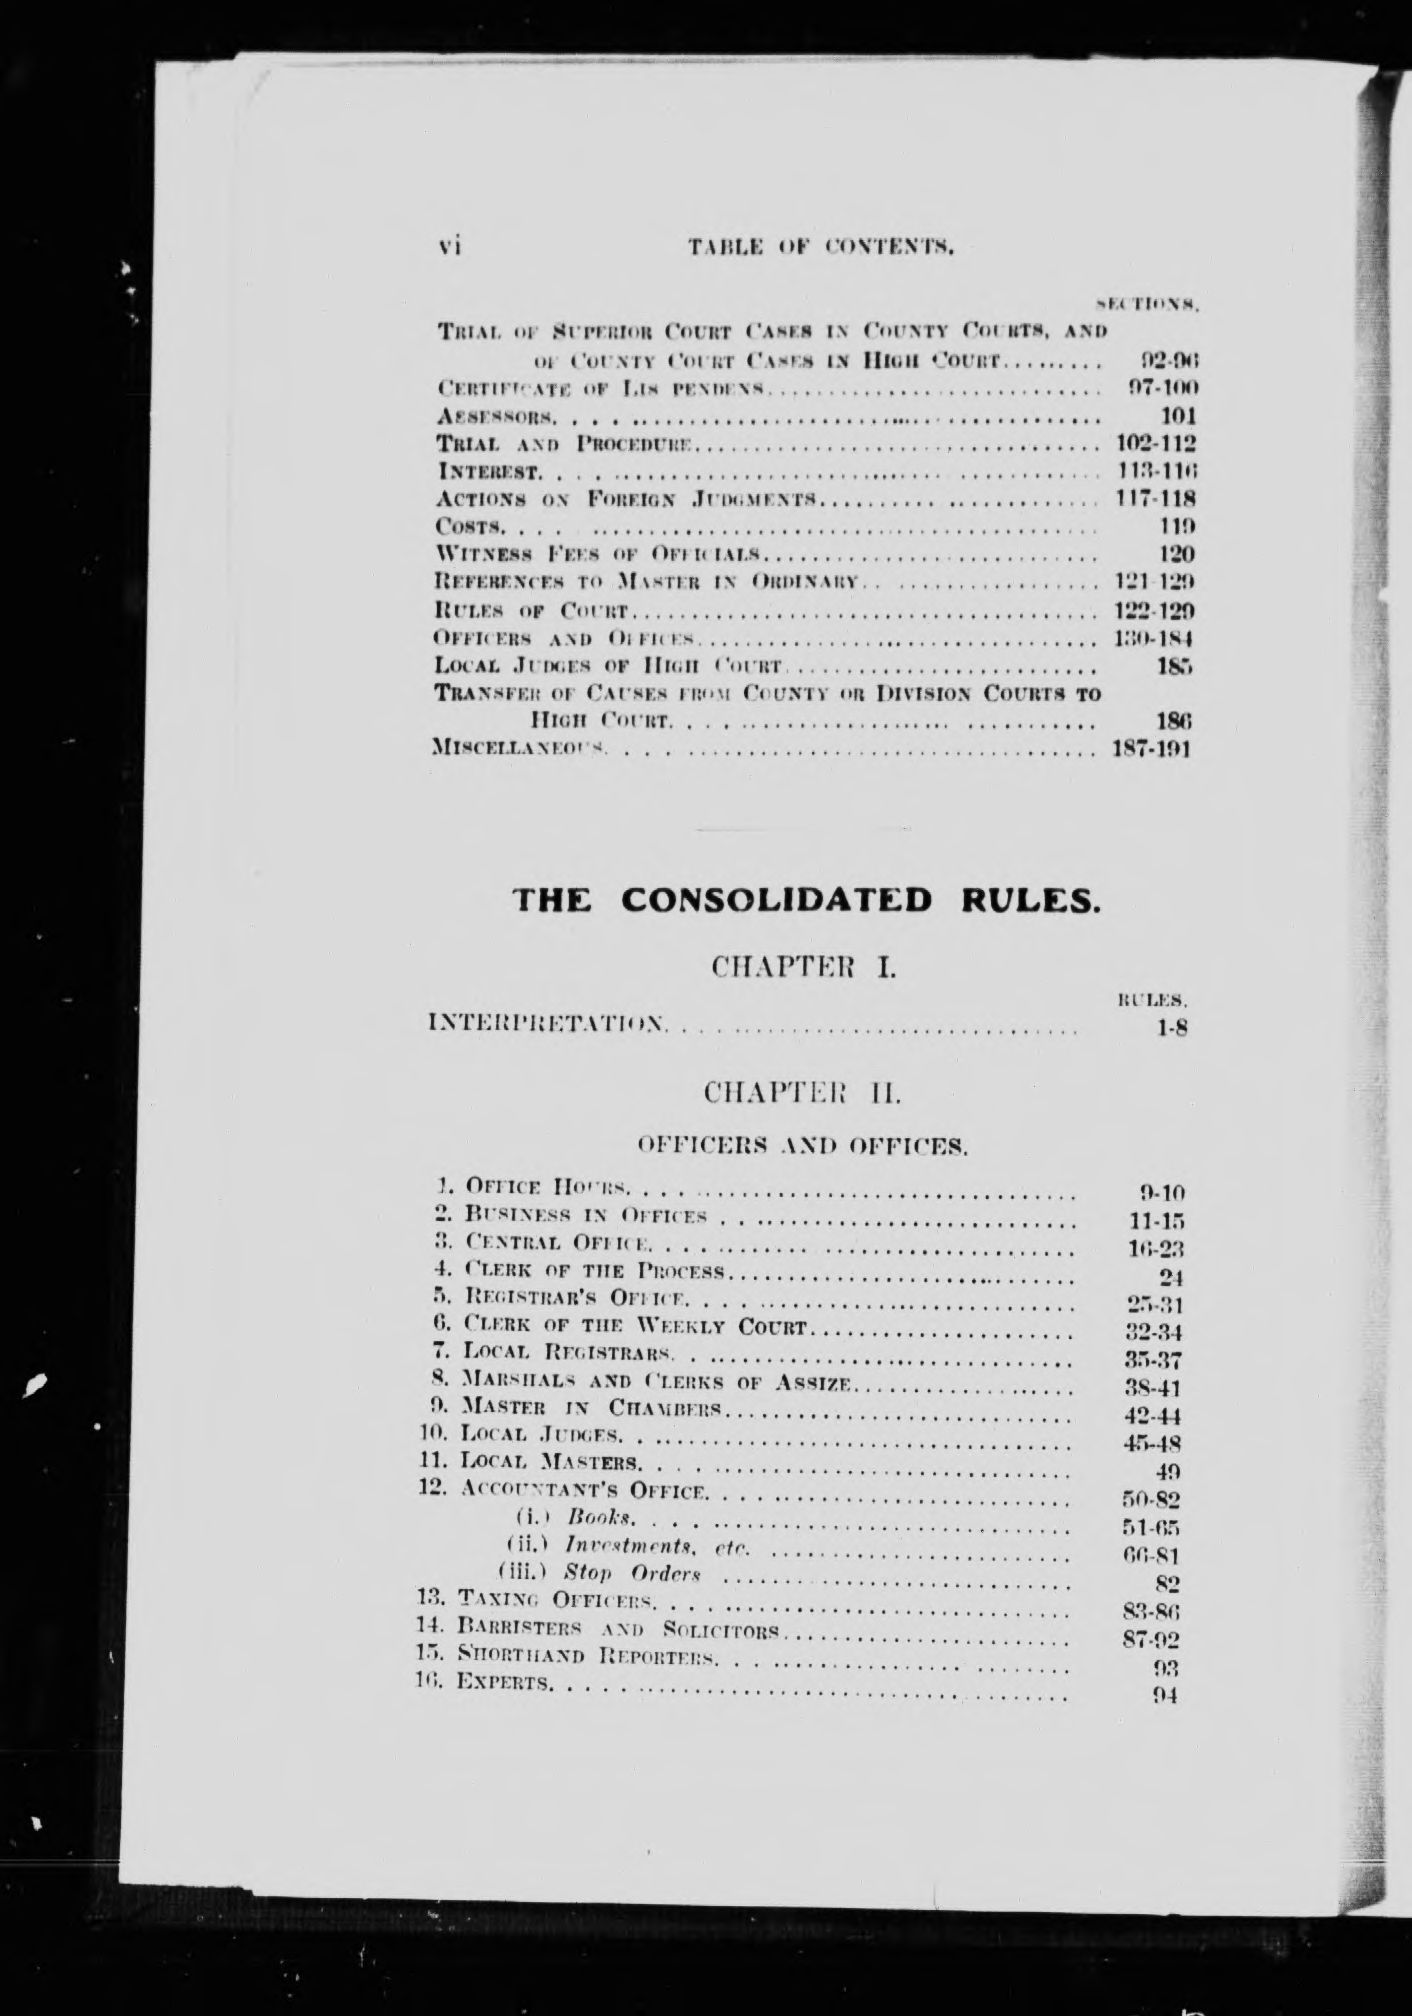 vi TABLE OF CONTENTS.
SECTIONS.
TRIAL OF SUPERIOR COURT CASES IN COUNTY COURTS, AND
OF COUNTY COURT CASES IN HIGH COURT.......... 92-96
CERTIFICATE OF LIS PENDENS.............................. 97-100
ASSESSORS.............................................. 101
TRIAL AND PROCEDURE.................................... 102-112
INTEREST............................................... 113-116
ACTIONS ON FOREIGN JUDGMENTS........................... 117-118
COSTS.................................................. 119
WITNESS FEES OF OFFICIALS.............................. 120
REFERENCES TO MASTER IN ORDINARY....................... 121-129
RULES OF COURT......................................... 122-129
OFFICERS AND OFFICES................................... 130-184
LOCAL JUDGES OF HIGH COURT............................. 185
TRANSFER OF CAUSES FROM COUNTY OR DIVISION COURTS TO
HIGH COURT............................................. 186
MISCELLANEOUS.......................................... 187-191
THE CONSOLIDATED RULES.
CHAPTER I.
RULES.
INTERPRETATION......................................... 1-8
CHAPTER II.
OFFICERS AND OFFICES.
1. OFFICE HOURS........................................ 9-10
2. BUSINESS IN OFFICES ................................ 11-15
3. CENTRAL OFFICE...................................... 16-23
4. CLERK OF THE PROCESS................................ 24
5. REGISTRAR'S OFFICE.................................. 25-31
6. CLERK OF THE WEEKLY COURT........................... 32-34
7. LOCAL REGISTRARS.................................... 35-37
8. MARSHALS AND CLERKS OF ASSIZE....................... 38-41
9. MASTER IN CHAMBERS.................................. 42-44
10. LOCAL JUDGES....................................... 45-48
11. LOCAL MASTERS...................................... 49
12. ACCOUNTANT'S OFFICE................................ 50-82
(i.) Books............................................. 51-65
(ii.) Investments, etc. ............................... 66-81
(iii.) Stop Orders .................................... 82
13. TAXING OFFICERS.................................... 83-86
14. BARRISTERS AND SOLICITORS.......................... 87-92
15. SHORTHAND REPORTERS................................ 93
16. EXPERTS............................................ 94